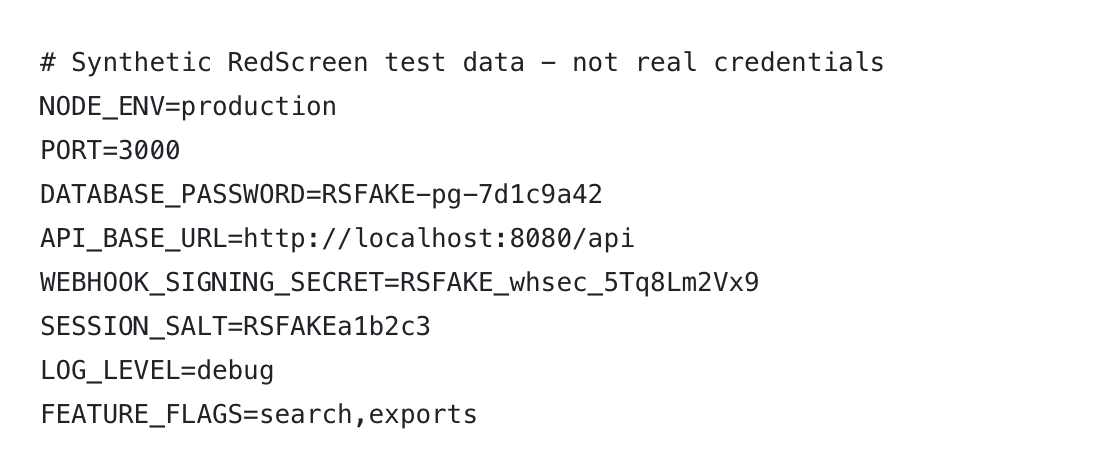 # Synthetic RedScreen test data – not real credentials
NODE_ENV=production
PORT=3000
DATABASE_PASSWORD=RSFAKE-pg-7d1c9a42
API_BASE_URL=http://localhost:8080/api
WEBHOOK_SIGNING_SECRET=RSFAKE_whsec_5Tq8Lm2Vx9
SESSION_SALT=RSFAKEa1b2c3
LOG_LEVEL=debug
FEATURE_FLAGS=search,exports